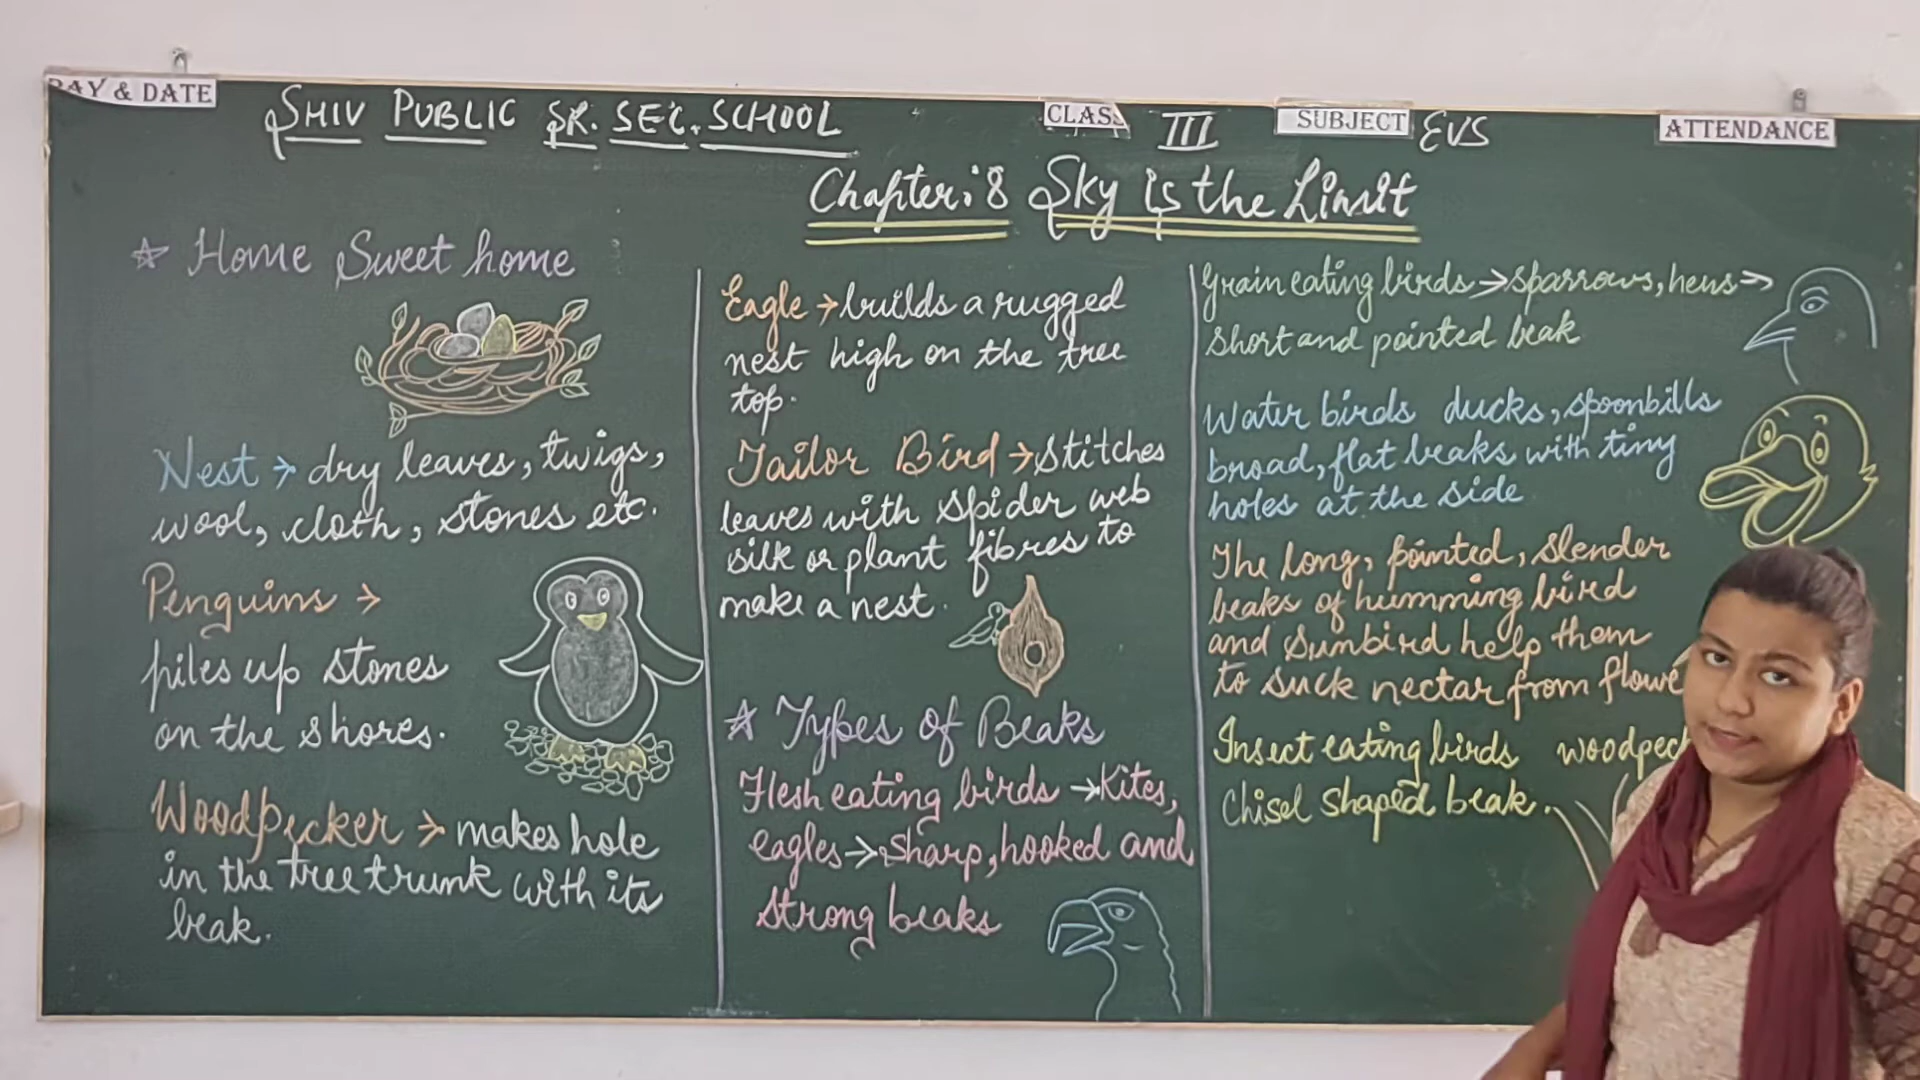 DAY & DATE
SHIV PUBLIC SR. SEC. SCHOOL
CLASS III
SUBJECT EVS
ATTENDANCE
Chapter: 8 Sky is the Limit
☆ Home Sweet home
Nest → dry leaves, twigs,
wool, cloth, stones etc.
Penguins →
piles up stones
on the shores.
Woodpecker → makes hole
in the tree trunk with its
beak.
Eagle → builds a rugged
nest high on the tree
top.
Tailor Bird → stitches
leaves with spider web
silk or plant fibres to
make a nest.
☆ Types of Beaks
Flesh eating birds → Kites,
eagles → sharp, hooked and
strong beaks
Grain eating birds → sparrows, hens →
short and pointed beak
Water birds ducks, spoonbills
broad, flat beaks with tiny
holes at the side
The long, pointed, slender
beaks of humming bird
and sunbird help them
to suck nectar from flowe
Insect eating birds woodpec
Chisel shaped beak.